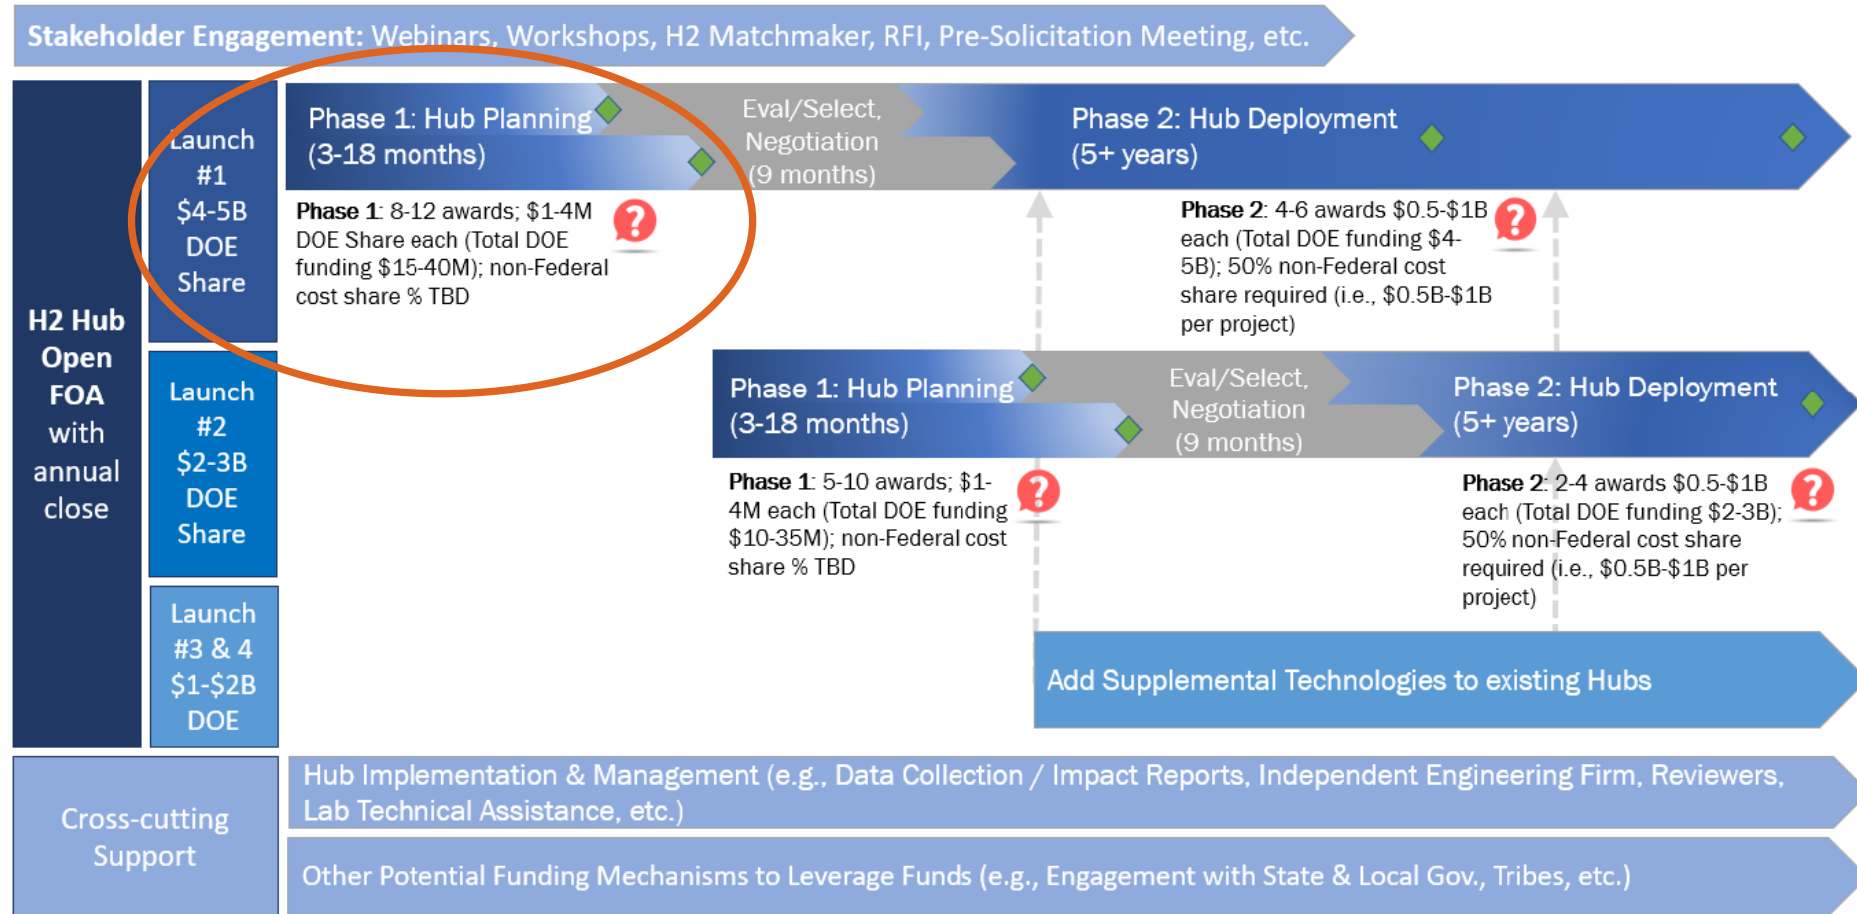 Stakeholder Engagement: Webinars, Workshops, H2 Matchmaker, RFI, Pre-Solicitation Meeting, etc.
H2 Hub
Open
FOA
with
annual
close
Launch
#1
$4-5B
DOE
Share
Phase 1: Hub Planning
(3-18 months)
Eval/Select,
Negotiation
(9 months)
Phase 2: Hub Deployment
(5+ years)
Phase 1: 8-12 awards; $1-4M
DOE Share each (Total DOE
funding $15-40M); non-Federal
cost share % TBD
?
Phase 2: 4-6 awards $0.5-$1B
each (Total DOE funding $4-
5B); 50% non-Federal cost
share required (i.e., $0.5B-$1B
per project)
?
Launch
#2
$2-3B
DOE
Share
Phase 1: Hub Planning
(3-18 months)
Eval/Select,
Negotiation
(9 months)
Phase 2: Hub Deployment
(5+ years)
Phase 1: 5-10 awards; $1-
4M each (Total DOE funding
$10-35M); non-Federal cost
share % TBD
?
Phase 2: 2-4 awards $0.5-$1B
each (Total DOE funding $2-3B);
50% non-Federal cost share
required (i.e., $0.5B-$1B per
project)
?
Launch
#3 & 4
$1-$2B
DOE
Add Supplemental Technologies to existing Hubs
Cross-cutting
Support
Hub Implementation & Management (e.g., Data Collection / Impact Reports, Independent Engineering Firm, Reviewers,
Lab Technical Assistance, etc.)
Other Potential Funding Mechanisms to Leverage Funds (e.g., Engagement with State & Local Gov., Tribes, etc.)